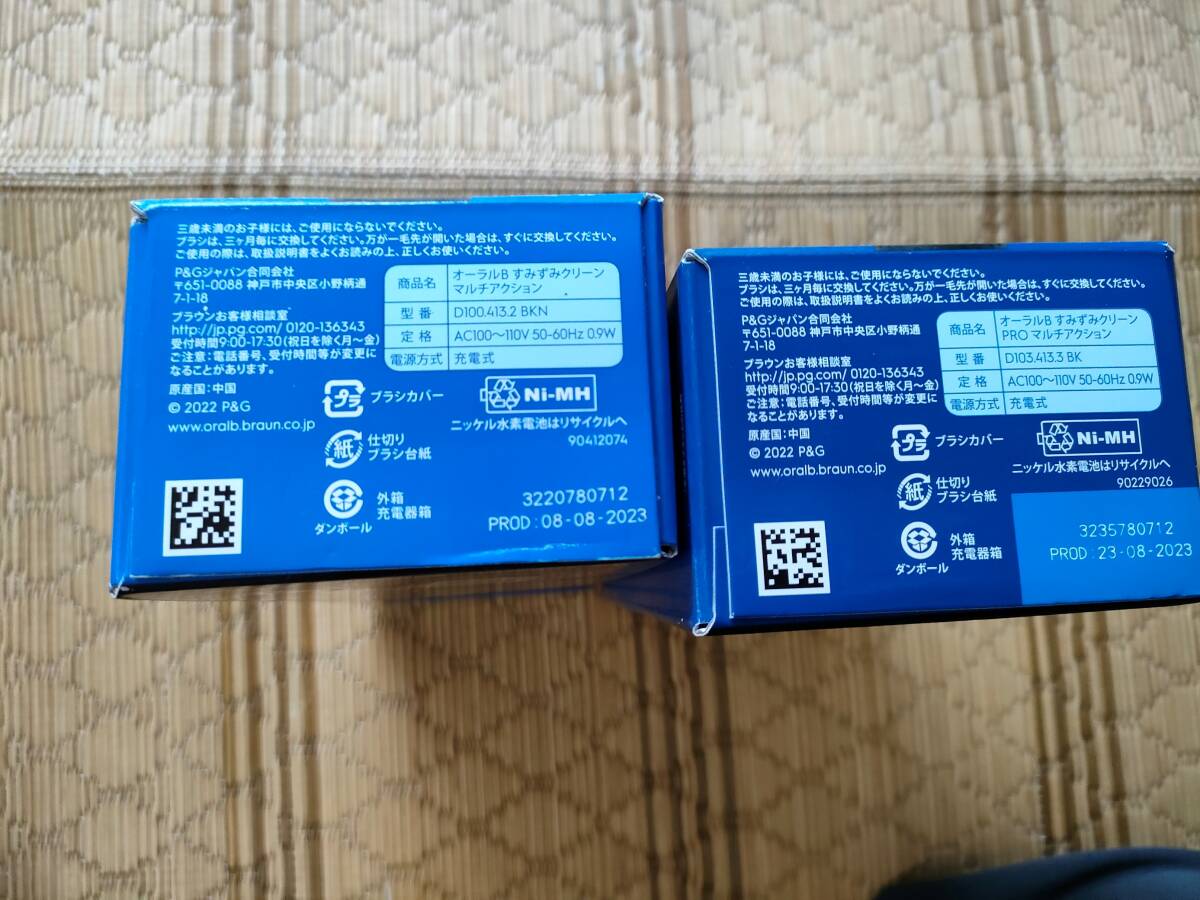 三歳未満のお子様には、ご使用にならないでください。
ブラシは、三ヶ月毎に交換してください。万が一毛先が開いた場合は、すぐに交換してください。
ご使用の際は、取扱説明書をよくお読みの上、正しくお使いください。
P&Gジャパン合同会社
〒651-0088 神戸市中央区小野柄通
7-1-18
ブラウンお客様相談室
http://jp.pg.com/ 0120-136343
受付時間9:00-17:30(祝日を除く月〜金)
ご注意:電話番号、受付時間等が変更に
なることがあります。
原産国:中国
© 2022 P&G
www.oralb.braun.co.jp
商品名 オーラルB すみずみクリーン
マルチアクション
型 番 D100.413.2 BKN
定 格 AC100〜110V 50-60Hz 0.9W
電源方式 充電式
プラ ブラシカバー
紙 仕切り
ブラシ台紙
外箱
充電器箱
ダンボール
Ni-MH
ニッケル水素電池はリサイクルへ
90412074
3220780712
PROD : 08-08-2023
三歳未満のお子様には、ご使用にならないでください。
ブラシは、三ヶ月毎に交換してください。万が一毛先が開いた場合は、すぐに交換してください。
ご使用の際は、取扱説明書をよくお読みの上、正しくお使いください。
P&Gジャパン合同会社
〒651-0088 神戸市中央区小野柄通
7-1-18
ブラウンお客様相談室
http://jp.pg.com/ 0120-136343
受付時間9:00-17:30(祝日を除く月〜金)
ご注意:電話番号、受付時間等が変更に
なることがあります。
原産国:中国
© 2022 P&G
www.oralb.braun.co.jp
商品名 オーラルB すみずみクリーン
PRO マルチアクション
型 番 D103.413.3 BK
定 格 AC100〜110V 50-60Hz 0.9W
電源方式 充電式
プラ ブラシカバー
紙 仕切り
ブラシ台紙
外箱
充電器箱
ダンボール
Ni-MH
ニッケル水素電池はリサイクルへ
90229026
3235780712
PROD : 23-08-2023